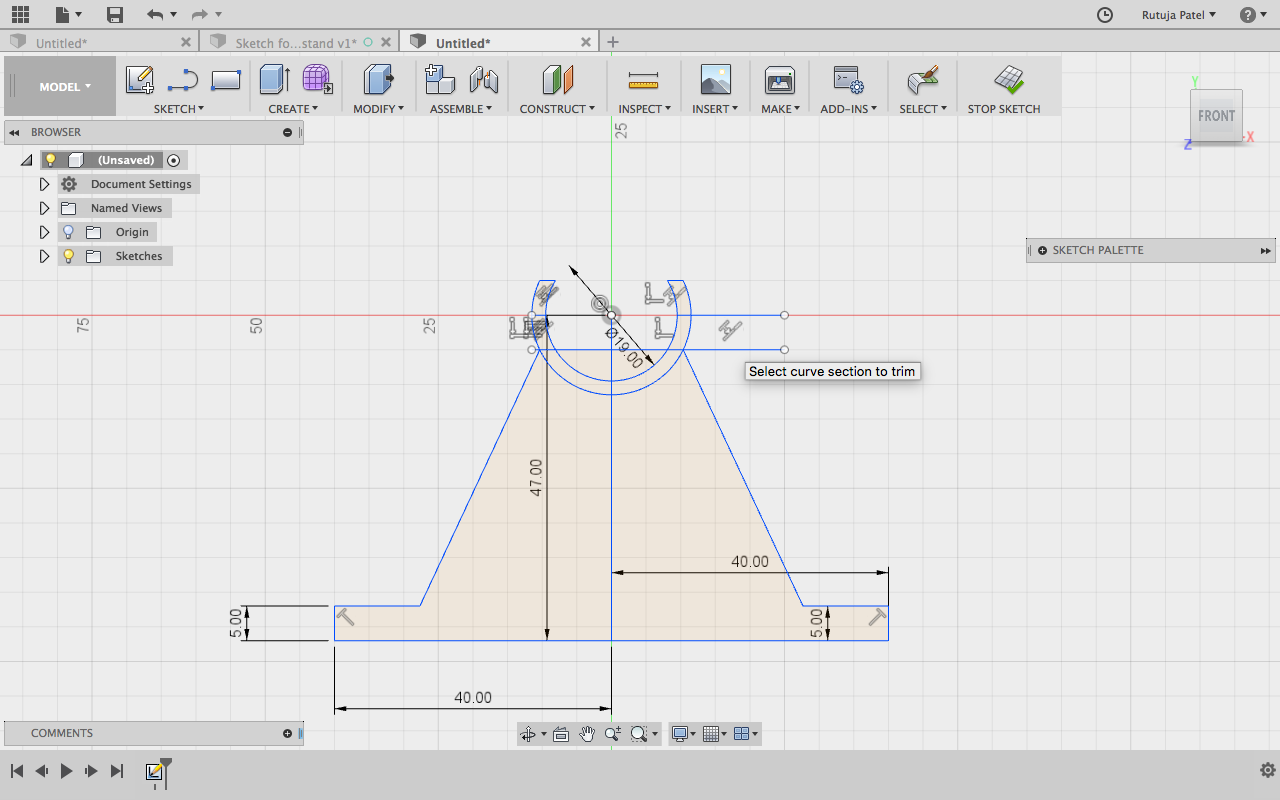 Rutuja Patel
Untitled*
Sketch fo...stand v1*
Untitled*
MODEL
SKETCH
CREATE
MODIFY
ASSEMBLE
CONSTRUCT
INSPECT
INSERT
MAKE
ADD-INS
SELECT
STOP SKETCH
BROWSER
25
Y
FRONT
X
Z
(Unsaved)
Document Settings
Named Views
Origin
Sketches
SKETCH PALETTE
75
50
25
Ø19.00
Select curve section to trim
47.00
40.00
5.00
5.00
40.00
COMMENTS